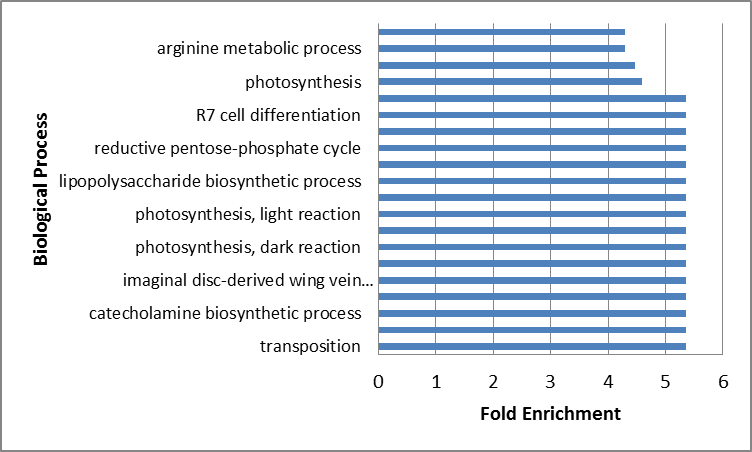 arginine metabolic process
photosynthesis
R7 cell differentiation
reductive pentose-phosphate cycle
lipopolysaccharide biosynthetic process
photosynthesis, light reaction
photosynthesis, dark reaction
imaginal disc-derived wing vein…
catecholamine biosynthetic process
transposition
Biological Process
0 1 2 3 4 5 6
Fold Enrichment